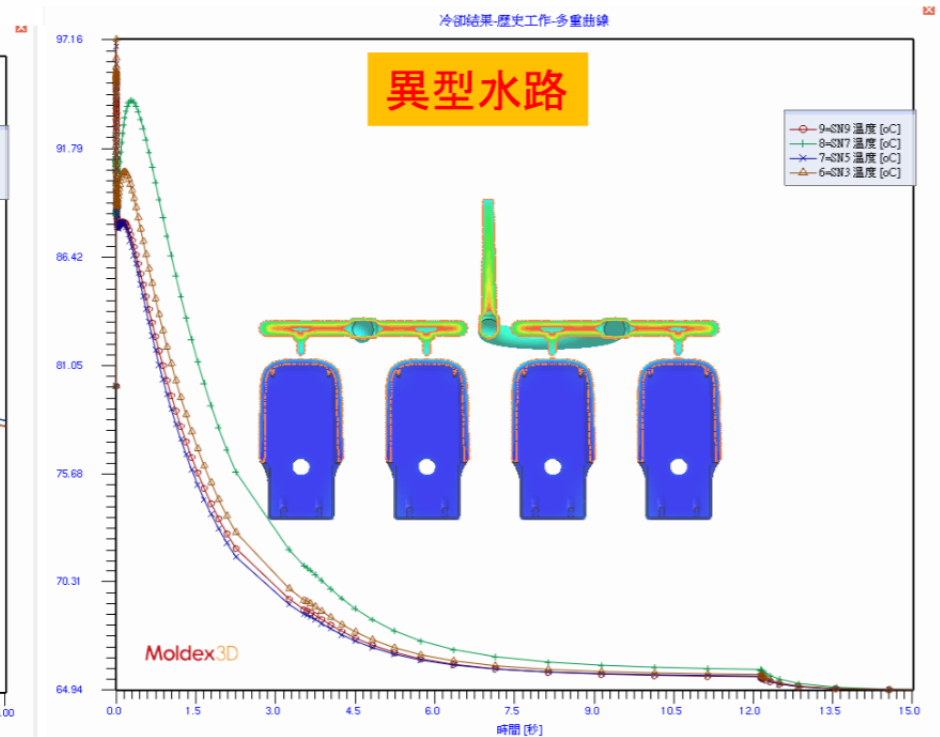 冷卻結果-歷史工作-多重曲線
97.16
異型水路
9=SN9 溫度 [oC]
8=SN7 溫度 [oC]
7=SN5 溫度 [oC]
6=SN3 溫度 [oC]
91.79
86.42
81.05
75.68
70.31
Moldex3D
64.94
0.0 1.5 3.0 4.5 6.0 7.5 9.0 10.5 12.0 13.5 15.0
時間 [秒]